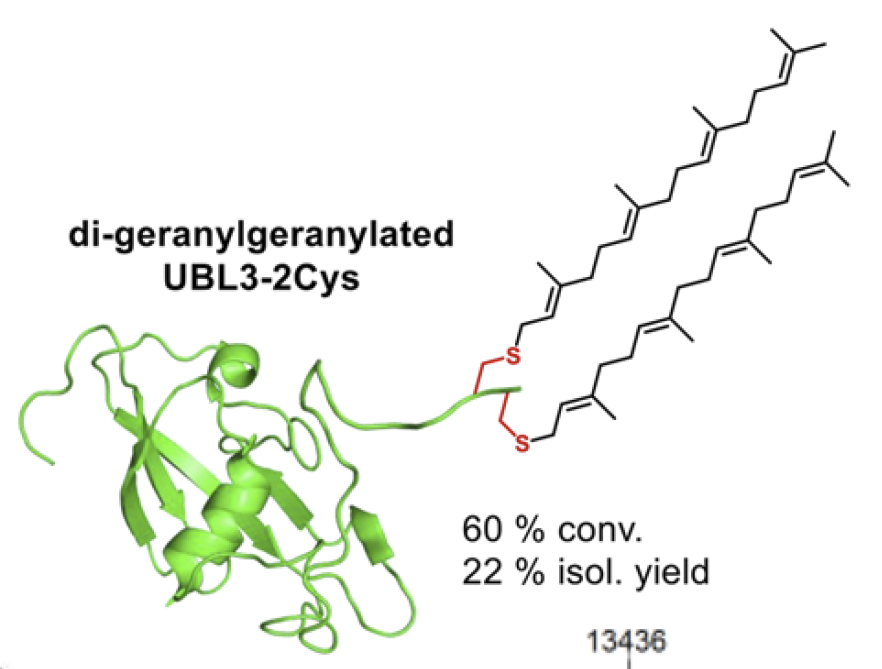 di-geranylgeranylated
UBL3-2Cys
S
S
60 % conv.
22 % isol. yield
13436